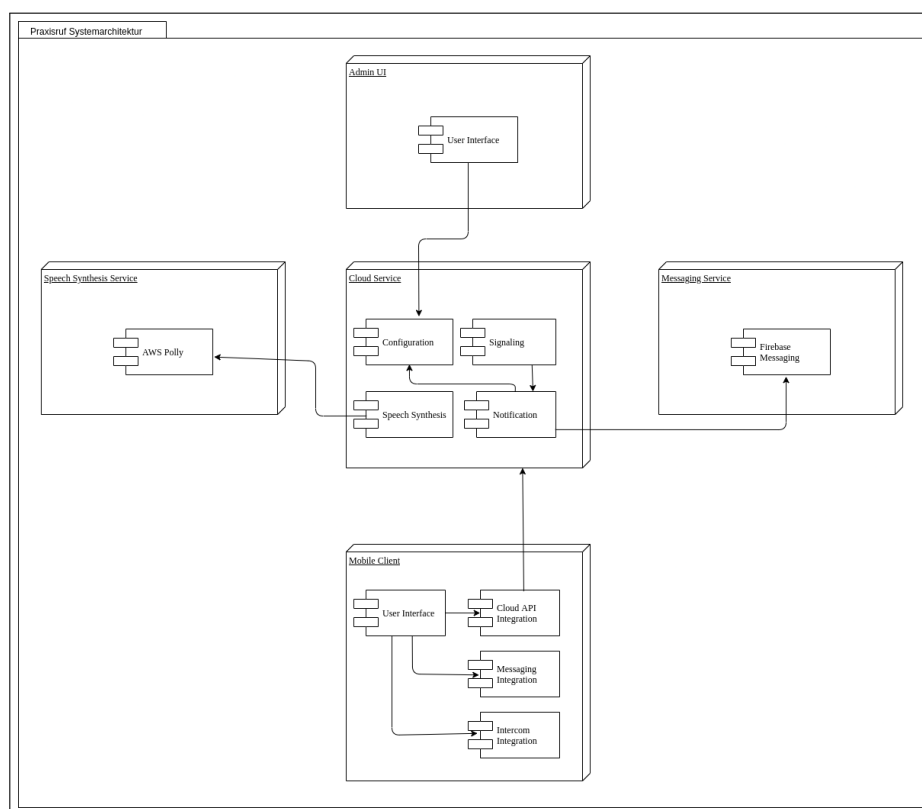 Praxisruf Systemarchitektur
Admin UI
User Interface
Speech Synthesis Service
AWS Polly
Cloud Service
Configuration
Signaling
Speech Synthesis
Notification
Messaging Service
Firebase
Messaging
Mobile Client
User Interface
Cloud API
Integration
Messaging
Integration
Intercom
Integration